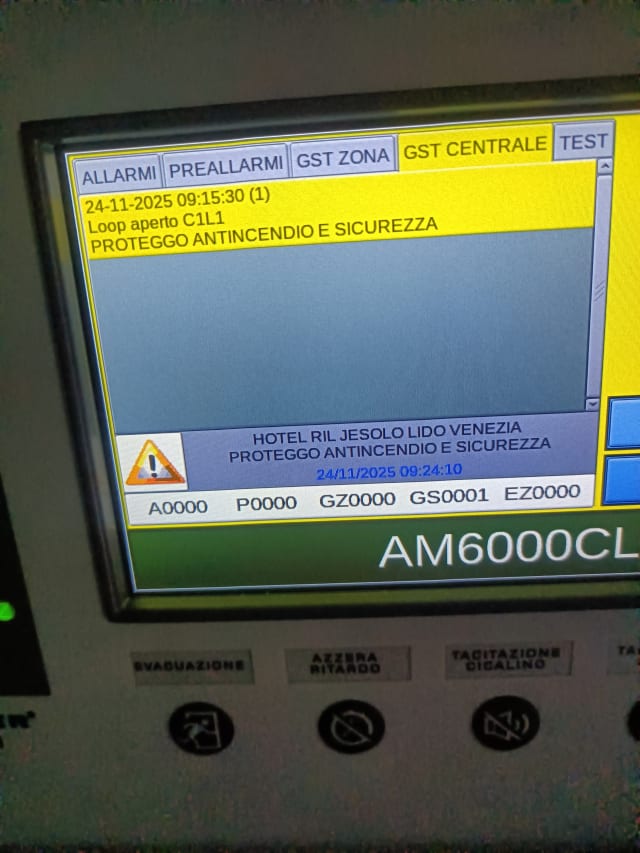 ALLARMI PREALLARMI GST ZONA GST CENTRALE TEST
24-11-2025 09:15:30 (1)
Loop aperto C1L1
PROTEGGO ANTINCENDIO E SICUREZZA
HOTEL RIL JESOLO LIDO VENEZIA
PROTEGGO ANTINCENDIO E SICUREZZA
24/11/2025 09:24:10
A0000 P0000 GZ0000 GS0001 EZ0000
AM6000CL
EVACUAZIONE
AZZERA
RITARDO
TACITAZIONE
CICALINO